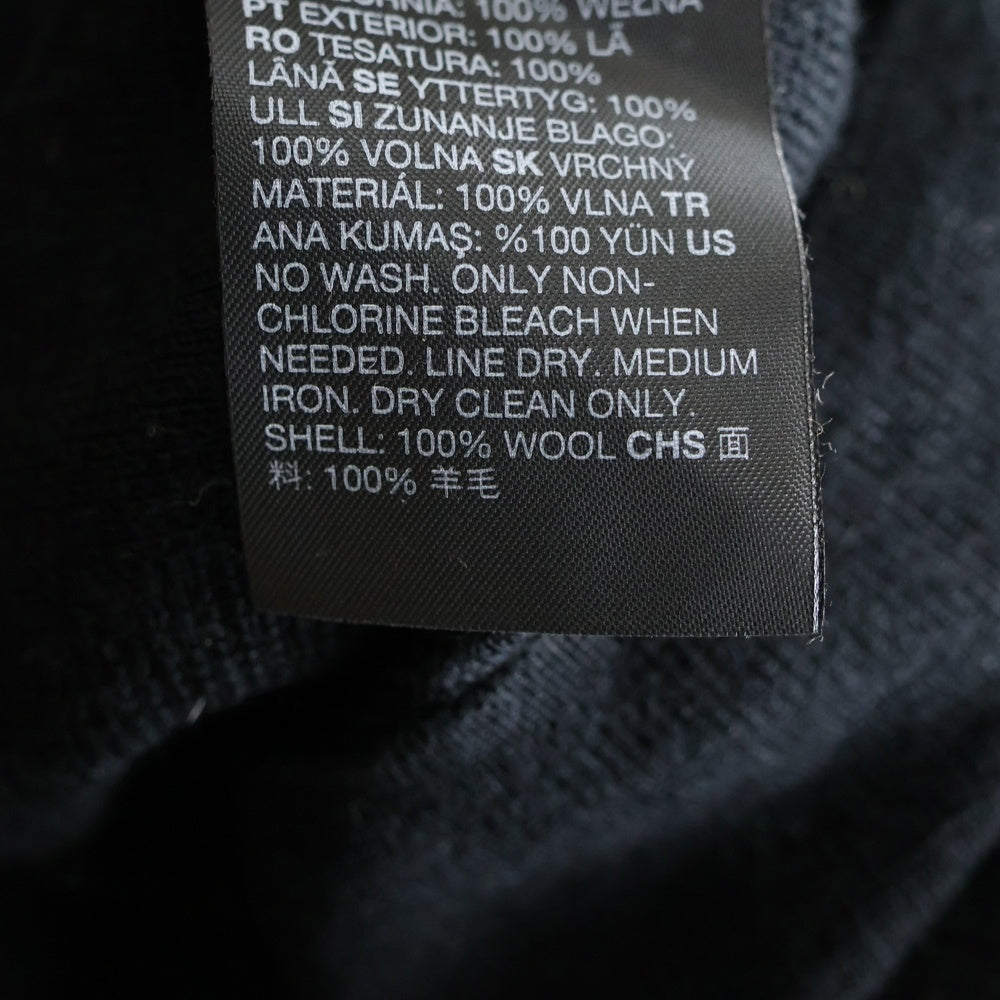 100% WEŁNA
PT EXTERIOR: 100% LÃ
RO TESATURA: 100%
LÂNĂ SE YTTERTYG: 100%
ULL SI ZUNANJE BLAGO:
100% VOLNA SK VRCHNÝ
MATERIÁL: 100% VLNA TR
ANA KUMAŞ: %100 YÜN US
NO WASH. ONLY NON-
CHLORINE BLEACH WHEN
NEEDED. LINE DRY. MEDIUM
IRON. DRY CLEAN ONLY.
SHELL: 100% WOOL CHS 面
料: 100% 羊毛